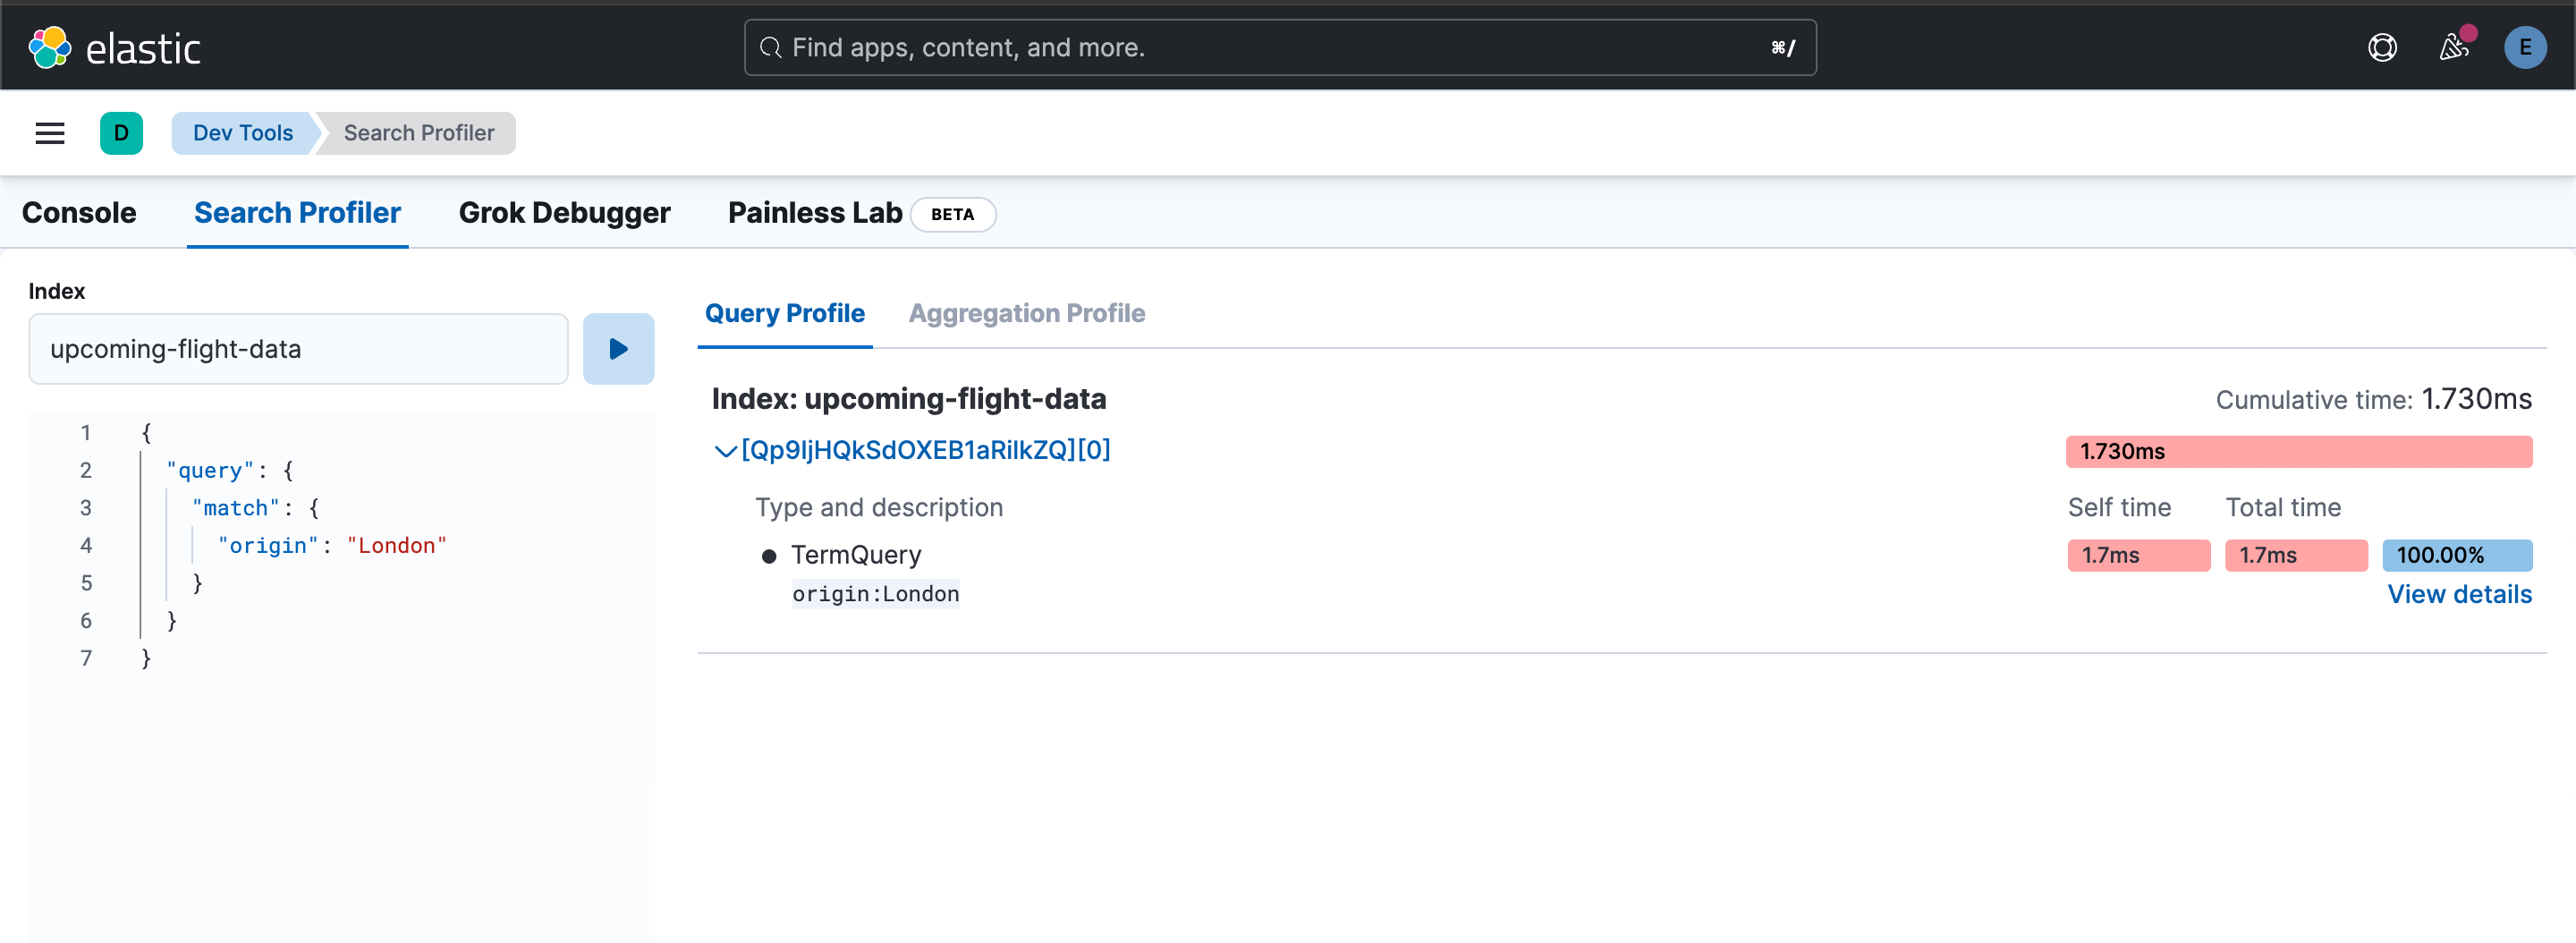 elastic
Find apps, content, and more.
⌘/
E
D
Dev Tools
Search Profiler
Console
Search Profiler
Grok Debugger
Painless Lab
BETA
Index
upcoming-flight-data
1 {
2 "query": {
3 "match": {
4 "origin": "London"
5 }
6 }
7 }
Query Profile
Aggregation Profile
Index: upcoming-flight-data
Cumulative time: 1.730ms
[Qp9ljHQkSdOXEB1aRilkZQ][0]
1.730ms
Type and description
Self time
Total time
TermQuery
1.7ms
1.7ms
100.00%
origin:London
View details